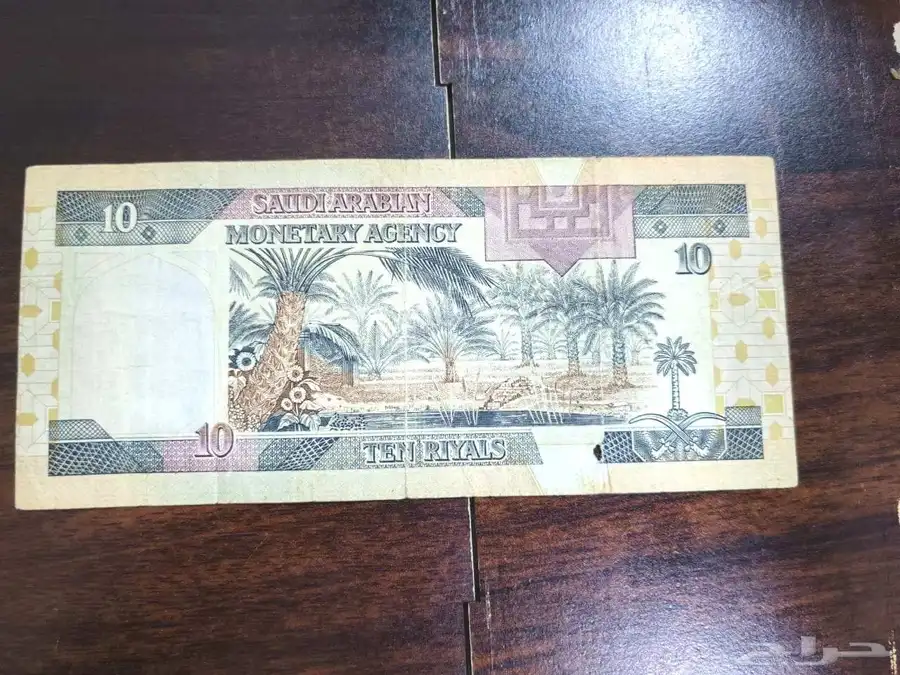 10
SAUDI ARABIAN
MONETARY AGENCY
10
10
TEN RIYALS
حراج